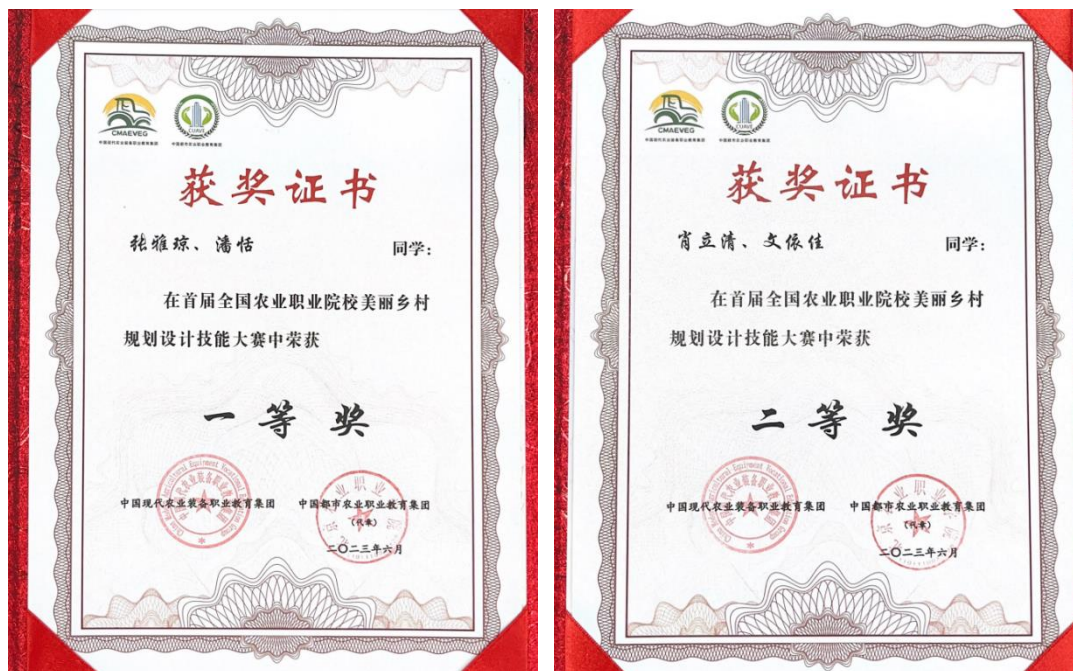 CMAEVEG
中国现代农业装备职业教育集团
CUAVE
中国都市农业职业教育集团
获奖证书
张雅琼、潘恬
同学：
在首届全国农业职业院校美丽乡村
规划设计技能大赛中荣获
一等奖
中国现代农业装备职业教育集团
中国都市农业职业教育集团
（代章）
二〇二三年六月
CMAEVEG
中国现代农业装备职业教育集团
CUAVE
中国都市农业职业教育集团
获奖证书
肖立清、文依佳
同学：
在首届全国农业职业院校美丽乡村
规划设计技能大赛中荣获
二等奖
中国现代农业装备职业教育集团
中国都市农业职业教育集团
（代章）
二〇二三年六月